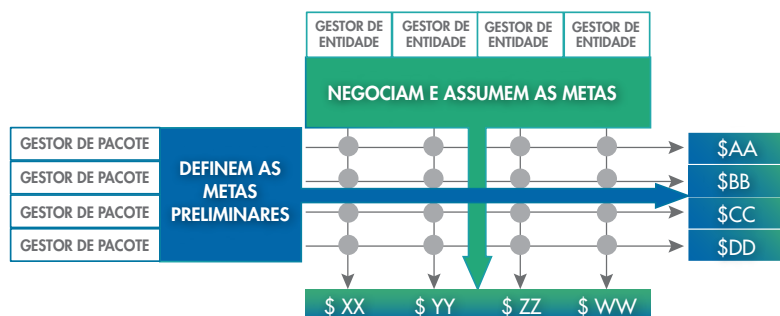 GESTOR DE
ENTIDADE
GESTOR DE
ENTIDADE
GESTOR DE
ENTIDADE
GESTOR DE
ENTIDADE
NEGOCIAM E ASSUMEM AS METAS
GESTOR DE PACOTE
GESTOR DE PACOTE
GESTOR DE PACOTE
GESTOR DE PACOTE
DEFINEM AS
METAS
PRELIMINARES
$AA
$BB
$CC
$DD
$ XX
$ YY
$ ZZ
$ WW